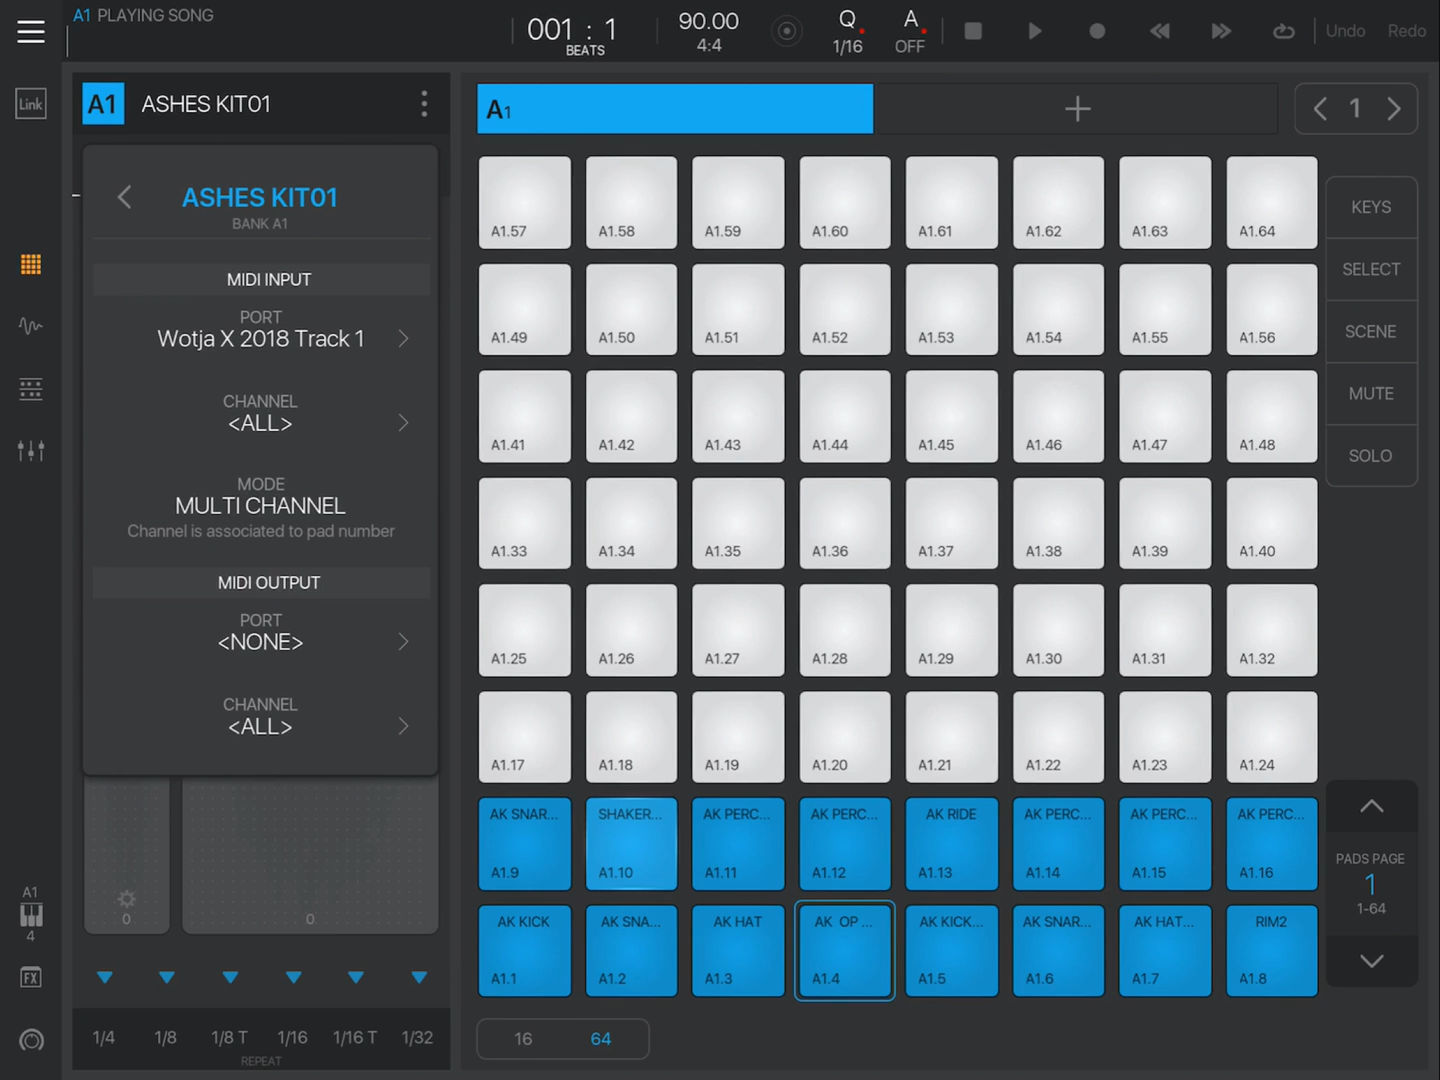 A1 PLAYING SONG
001 : 1
BEATS
90.00
4:4
Q
1/16
A
OFF
Undo
Redo
Link
A1
ASHES KIT01
A1
1
ASHES KIT01
BANK A1
MIDI INPUT
PORT
Wotja X 2018 Track 1
CHANNEL
<ALL>
MODE
MULTI CHANNEL
Channel is associated to pad number
MIDI OUTPUT
PORT
<NONE>
CHANNEL
<ALL>
0
0
A1
4
FX
1/4
1/8
1/8 T
1/16
1/16 T
1/32
REPEAT
A1.57
A1.58
A1.59
A1.60
A1.61
A1.62
A1.63
A1.64
A1.49
A1.50
A1.51
A1.52
A1.53
A1.54
A1.55
A1.56
A1.41
A1.42
A1.43
A1.44
A1.45
A1.46
A1.47
A1.48
A1.33
A1.34
A1.35
A1.36
A1.37
A1.38
A1.39
A1.40
A1.25
A1.26
A1.27
A1.28
A1.29
A1.30
A1.31
A1.32
A1.17
A1.18
A1.19
A1.20
A1.21
A1.22
A1.23
A1.24
AK SNAR...
A1.9
SHAKER...
A1.10
AK PERC...
A1.11
AK PERC...
A1.12
AK RIDE
A1.13
AK PERC...
A1.14
AK PERC...
A1.15
AK PERC...
A1.16
AK KICK
A1.1
AK SNA...
A1.2
AK HAT
A1.3
AK OP ...
A1.4
AK KICK...
A1.5
AK SNAR...
A1.6
AK HAT...
A1.7
RIM2
A1.8
16
64
KEYS
SELECT
SCENE
MUTE
SOLO
PADS PAGE
1
1-64